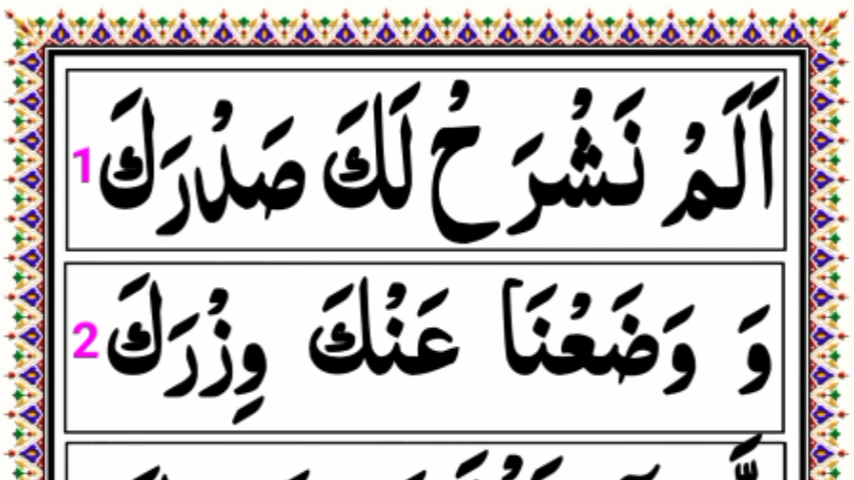 اَلَمْ نَشْرَحْ لَكَ صَدْرَكَ 1
وَ وَضَعْنَا عَنْكَ وِزْرَكَ 2